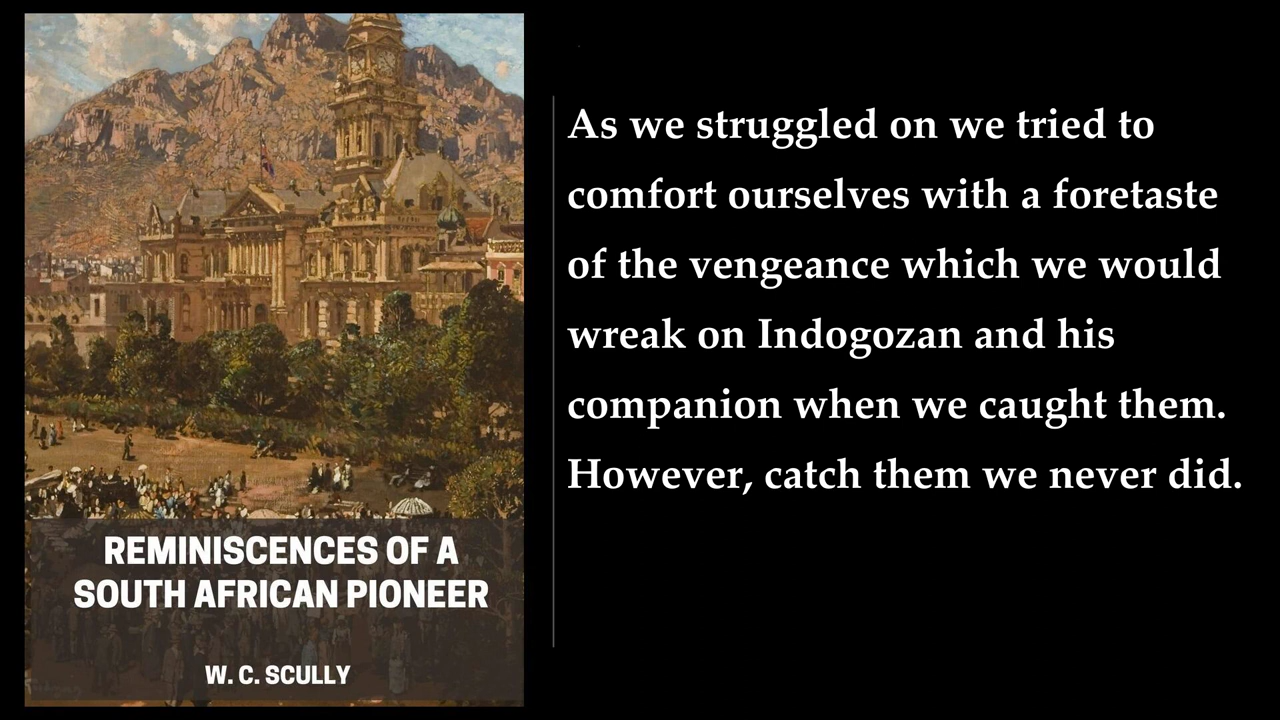 As we struggled on we tried to
comfort ourselves with a foretaste
of the vengeance which we would
wreak on Indogozan and his
companion when we caught them.
However, catch them we never did.
REMINISCENCES OF A
SOUTH AFRICAN PIONEER
W. C. SCULLY